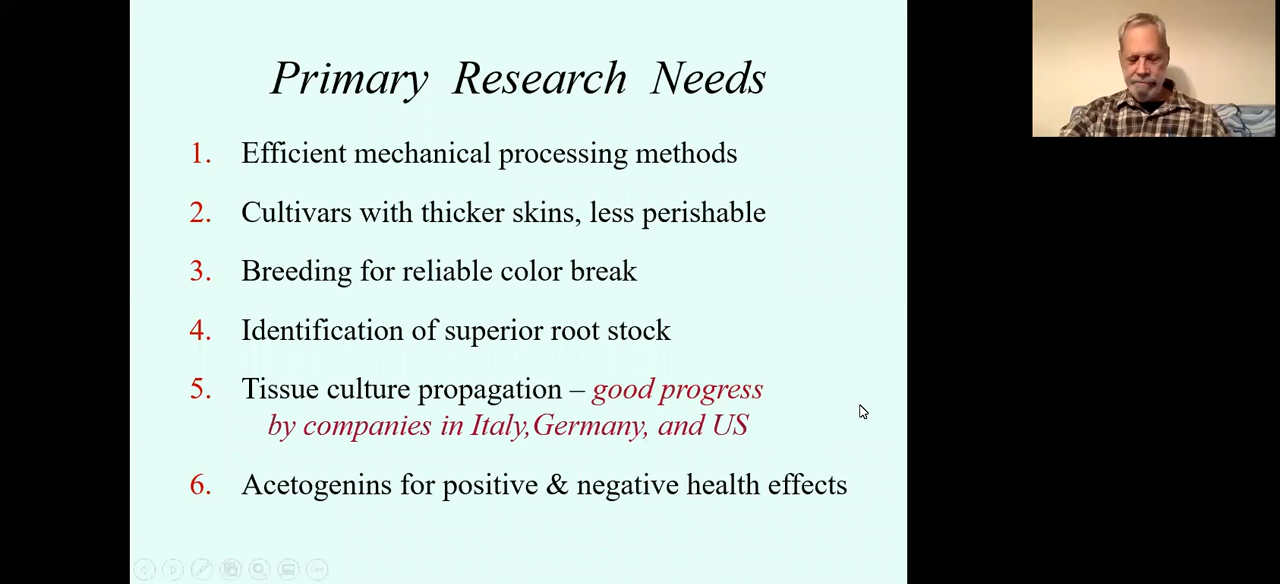 Primary Research Needs
1. Efficient mechanical processing methods
2. Cultivars with thicker skins, less perishable
3. Breeding for reliable color break
4. Identification of superior root stock
5. Tissue culture propagation – good progress
by companies in Italy,Germany, and US
6. Acetogenins for positive & negative health effects